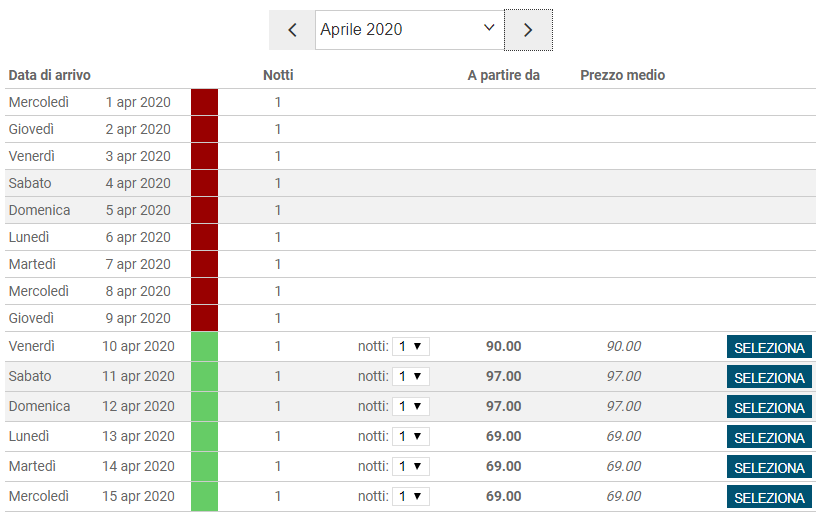 Aprile 2020
Data di arrivo Notti A partire da Prezzo medio
Mercoledì 1 apr 2020 1
Giovedì 2 apr 2020 1
Venerdì 3 apr 2020 1
Sabato 4 apr 2020 1
Domenica 5 apr 2020 1
Lunedì 6 apr 2020 1
Martedì 7 apr 2020 1
Mercoledì 8 apr 2020 1
Giovedì 9 apr 2020 1
Venerdì 10 apr 2020 1 notti: 1 90.00 90.00 SELEZIONA
Sabato 11 apr 2020 1 notti: 1 97.00 97.00 SELEZIONA
Domenica 12 apr 2020 1 notti: 1 97.00 97.00 SELEZIONA
Lunedì 13 apr 2020 1 notti: 1 69.00 69.00 SELEZIONA
Martedì 14 apr 2020 1 notti: 1 69.00 69.00 SELEZIONA
Mercoledì 15 apr 2020 1 notti: 1 69.00 69.00 SELEZIONA